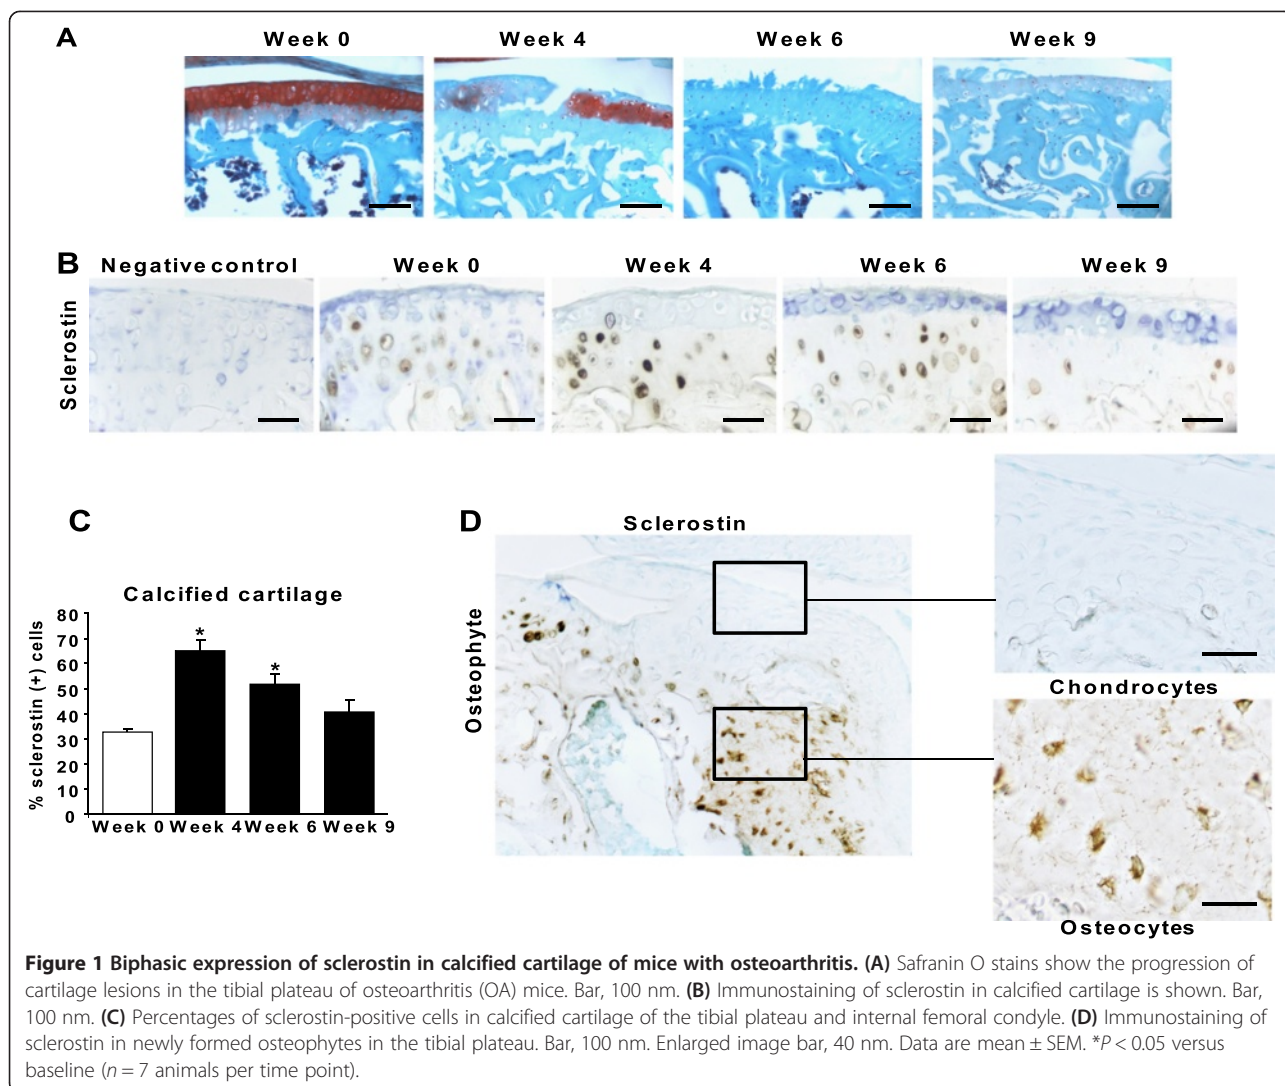 A
Week 0 Week 4 Week 6 Week 9
B
Negative control Week 0 Week 4 Week 6 Week 9
Sclerostin
C
Calcified cartilage
% sclerostin (+) cells
80
70
60
50
40
30
20
10
0
* *
Week 0 Week 4 Week 6 Week 9
D
Sclerostin
Osteophyte
Chondrocytes
Osteocytes
Figure 1 Biphasic expression of sclerostin in calcified cartilage of mice with osteoarthritis. (A) Safranin O stains show the progression of
cartilage lesions in the tibial plateau of osteoarthritis (OA) mice. Bar, 100 nm. (B) Immunostaining of sclerostin in calcified cartilage is shown. Bar,
100 nm. (C) Percentages of sclerostin-positive cells in calcified cartilage of the tibial plateau and internal femoral condyle. (D) Immunostaining of
sclerostin in newly formed osteophytes in the tibial plateau. Bar, 100 nm. Enlarged image bar, 40 nm. Data are mean ± SEM. *P < 0.05 versus
baseline (n = 7 animals per time point).